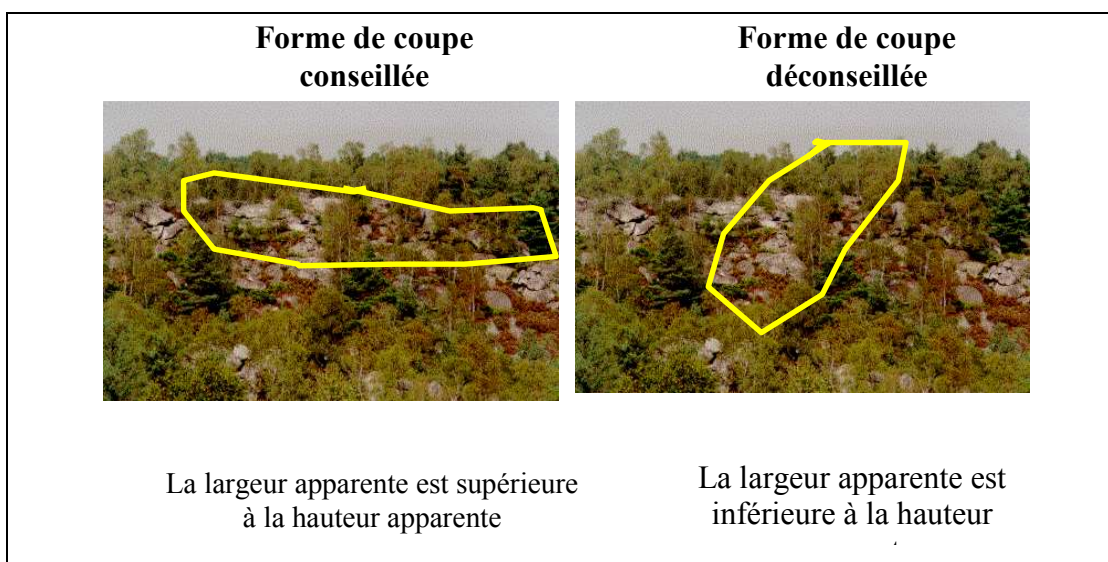 Forme de coupe
conseillée
Forme de coupe
déconseillée
La largeur apparente est supérieure
à la hauteur apparente
La largeur apparente est
inférieure à la hauteur